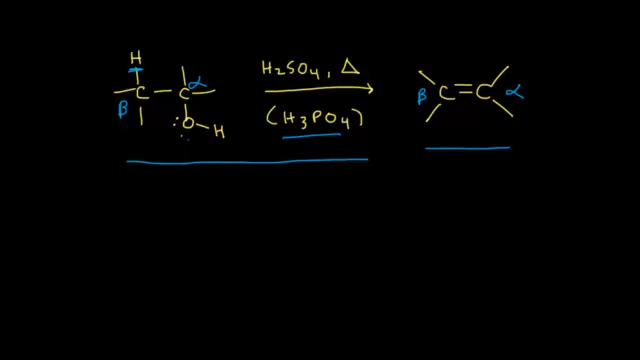 H
C C α
β
:O-H
H2SO4, Δ
(H3PO4)
β C=C α